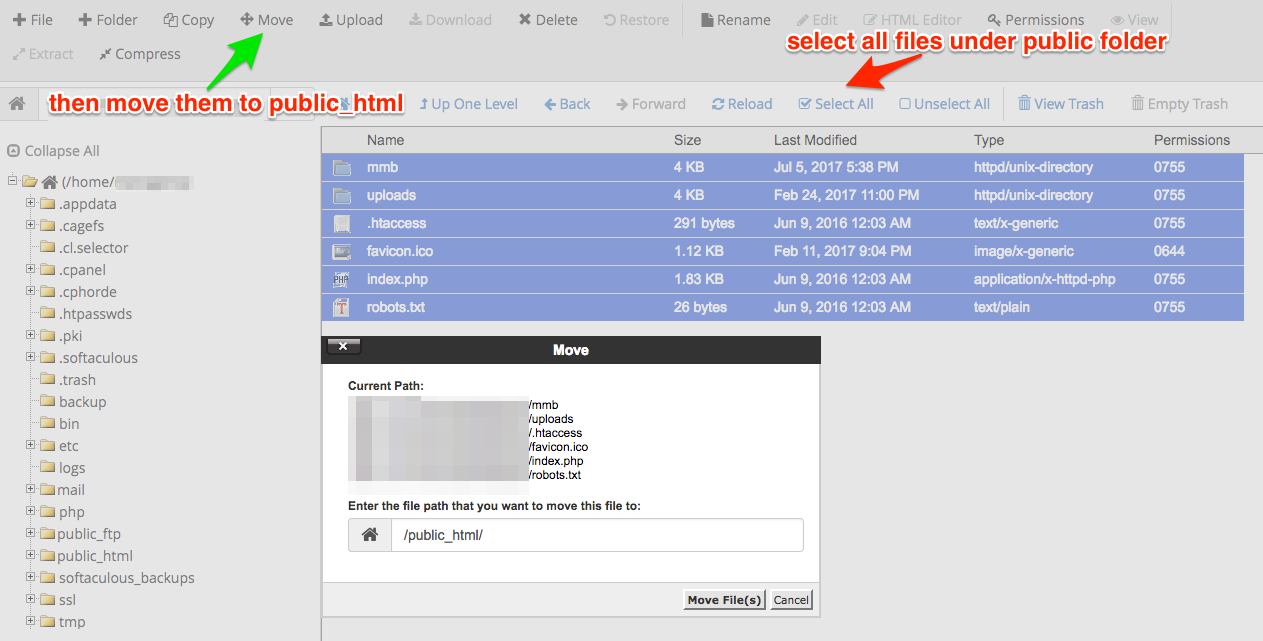 File Folder Copy Move Upload Download Delete Restore Rename Edit HTML Editor Permissions View
Extract Compress
select all files under public folder
then move them to public_html
Up One Level Back Forward Reload Select All Unselect All View Trash Empty Trash
Collapse All
(/home/
.appdata
.cagefs
.cl.selector
.cpanel
.cphorde
.htpasswds
.pki
.softaculous
.trash
backup
bin
etc
logs
mail
php
public_ftp
public_html
softaculous_backups
ssl
tmp
Name Size Last Modified Type Permissions
mmb 4 KB Jul 5, 2017 5:38 PM httpd/unix-directory 0755
uploads 4 KB Feb 24, 2017 11:00 PM httpd/unix-directory 0755
.htaccess 291 bytes Jun 9, 2016 12:03 AM text/x-generic 0755
favicon.ico 1.12 KB Feb 11, 2017 9:04 PM image/x-generic 0644
PHP index.php 1.83 KB Jun 9, 2016 12:03 AM application/x-httpd-php 0755
T robots.txt 26 bytes Jun 9, 2016 12:03 AM text/plain 0755
Move
Current Path:
/mmb
/uploads
/.htaccess
/favicon.ico
/index.php
/robots.txt
Enter the file path that you want to move this file to:
/public_html/
Move File(s) Cancel